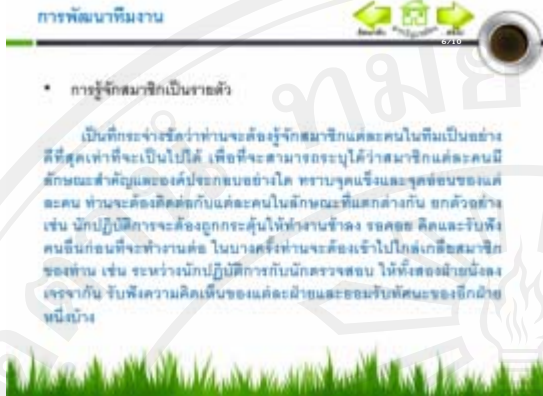 การพัฒนาทีมงาน
6/10
• การรู้จักสมาชิกเป็นรายตัว
เป็นที่กระจ่างชัดว่าท่านจะต้องรู้จักสมาชิกแต่ละคนในทีมเป็นอย่าง
ดีที่สุดเท่าที่จะเป็นไปได้ เพื่อที่จะสามารถระบุได้ว่าสมาชิกแต่ละคนมี
ลักษณะสำคัญและองค์ประกอบอย่างใด ทราบจุดแข็งและจุดอ่อนของแต่
ละคน ท่านจะต้องติดต่อกับแต่ละคนในลักษณะที่แตกต่างกัน ยกตัวอย่าง
เช่น นักปฏิบัติการจะต้องถูกกระตุ้นให้ทำงานช้าลง รอคอย คิดและรับฟัง
คนอื่นก่อนที่จะทำงานต่อ ในบางครั้งท่านจะต้องเข้าไปไกล่เกลี่ยสมาชิก
ของท่าน เช่น ระหว่างนักปฏิบัติการกับนักตรวจสอบ ให้ทั้งสองฝ่ายนั่งลง
เจรจากัน รับฟังความคิดเห็นของแต่ละฝ่ายและยอมรับทัศนะของอีกฝ่าย
หนึ่งบ้าง